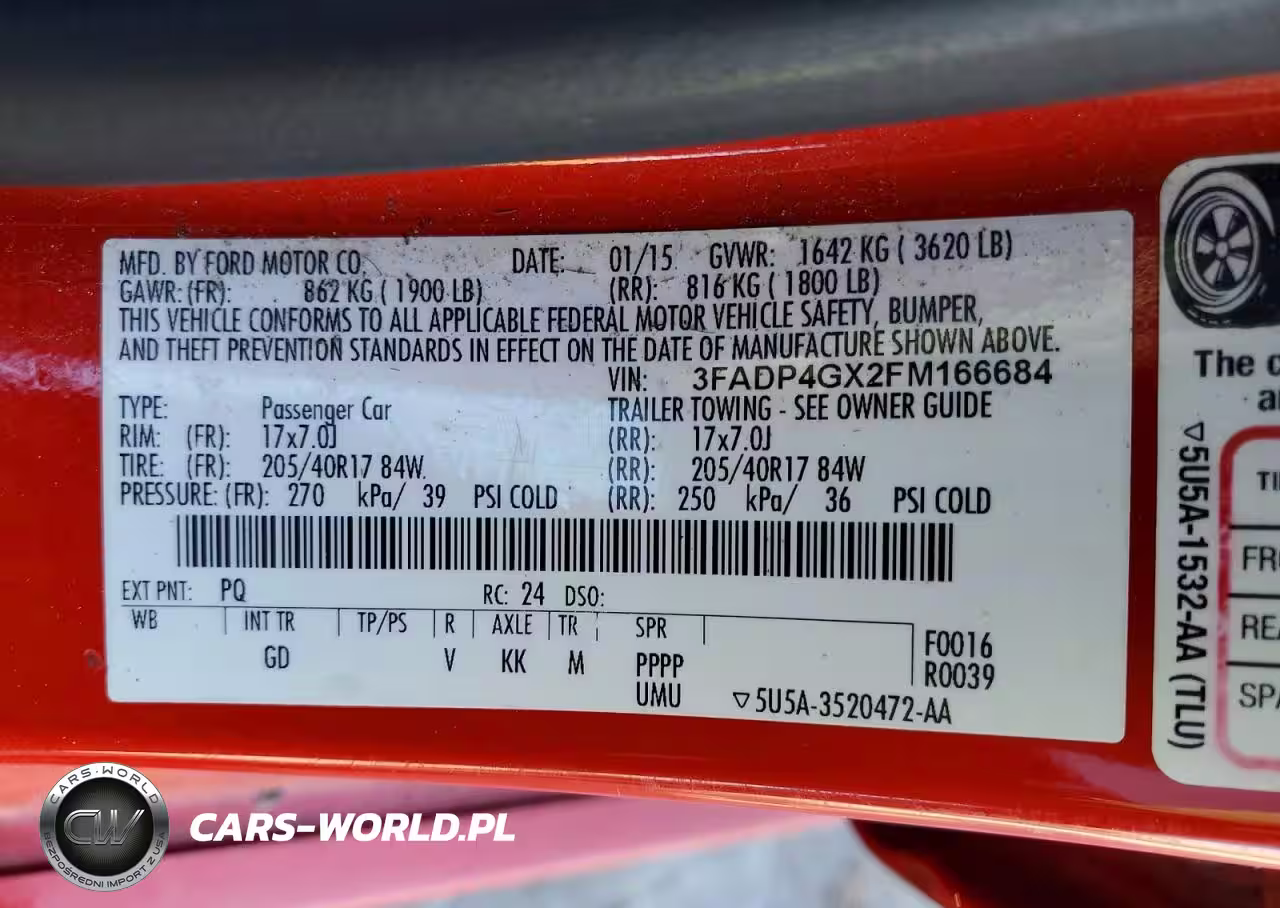 MFD. BY FORD MOTOR CO. DATE: 01/15 GVWR: 1642 KG ( 3620 LB)
GAWR: (FR): 862 KG ( 1900 LB) (RR): 816 KG ( 1800 LB)
THIS VEHICLE CONFORMS TO ALL APPLICABLE FEDERAL MOTOR VEHICLE SAFETY, BUMPER,
AND THEFT PREVENTION STANDARDS IN EFFECT ON THE DATE OF MANUFACTURE SHOWN ABOVE.
VIN: 3FADP4GX2FM166684
TYPE: Passenger Car TRAILER TOWING - SEE OWNER GUIDE
RIM: (FR): 17x7.0J (RR): 17x7.0J
TIRE: (FR): 205/40R17 84W (RR): 205/40R17 84W
PRESSURE: (FR): 270 kPa/ 39 PSI COLD (RR): 250 kPa/ 36 PSI COLD
EXT PNT: PQ RC: 24 DSO:
WB INT TR TP/PS R AXLE TR SPR
GD V KK M PPPP
UMU
F0016
R0039
▽5U5A-3520472-AA
The
▽5U5A-1532-AA (TLU)
CARS-WORLD
CW
BEZPOŚREDNI IMPORT Z USA
CARS-WORLD.PL